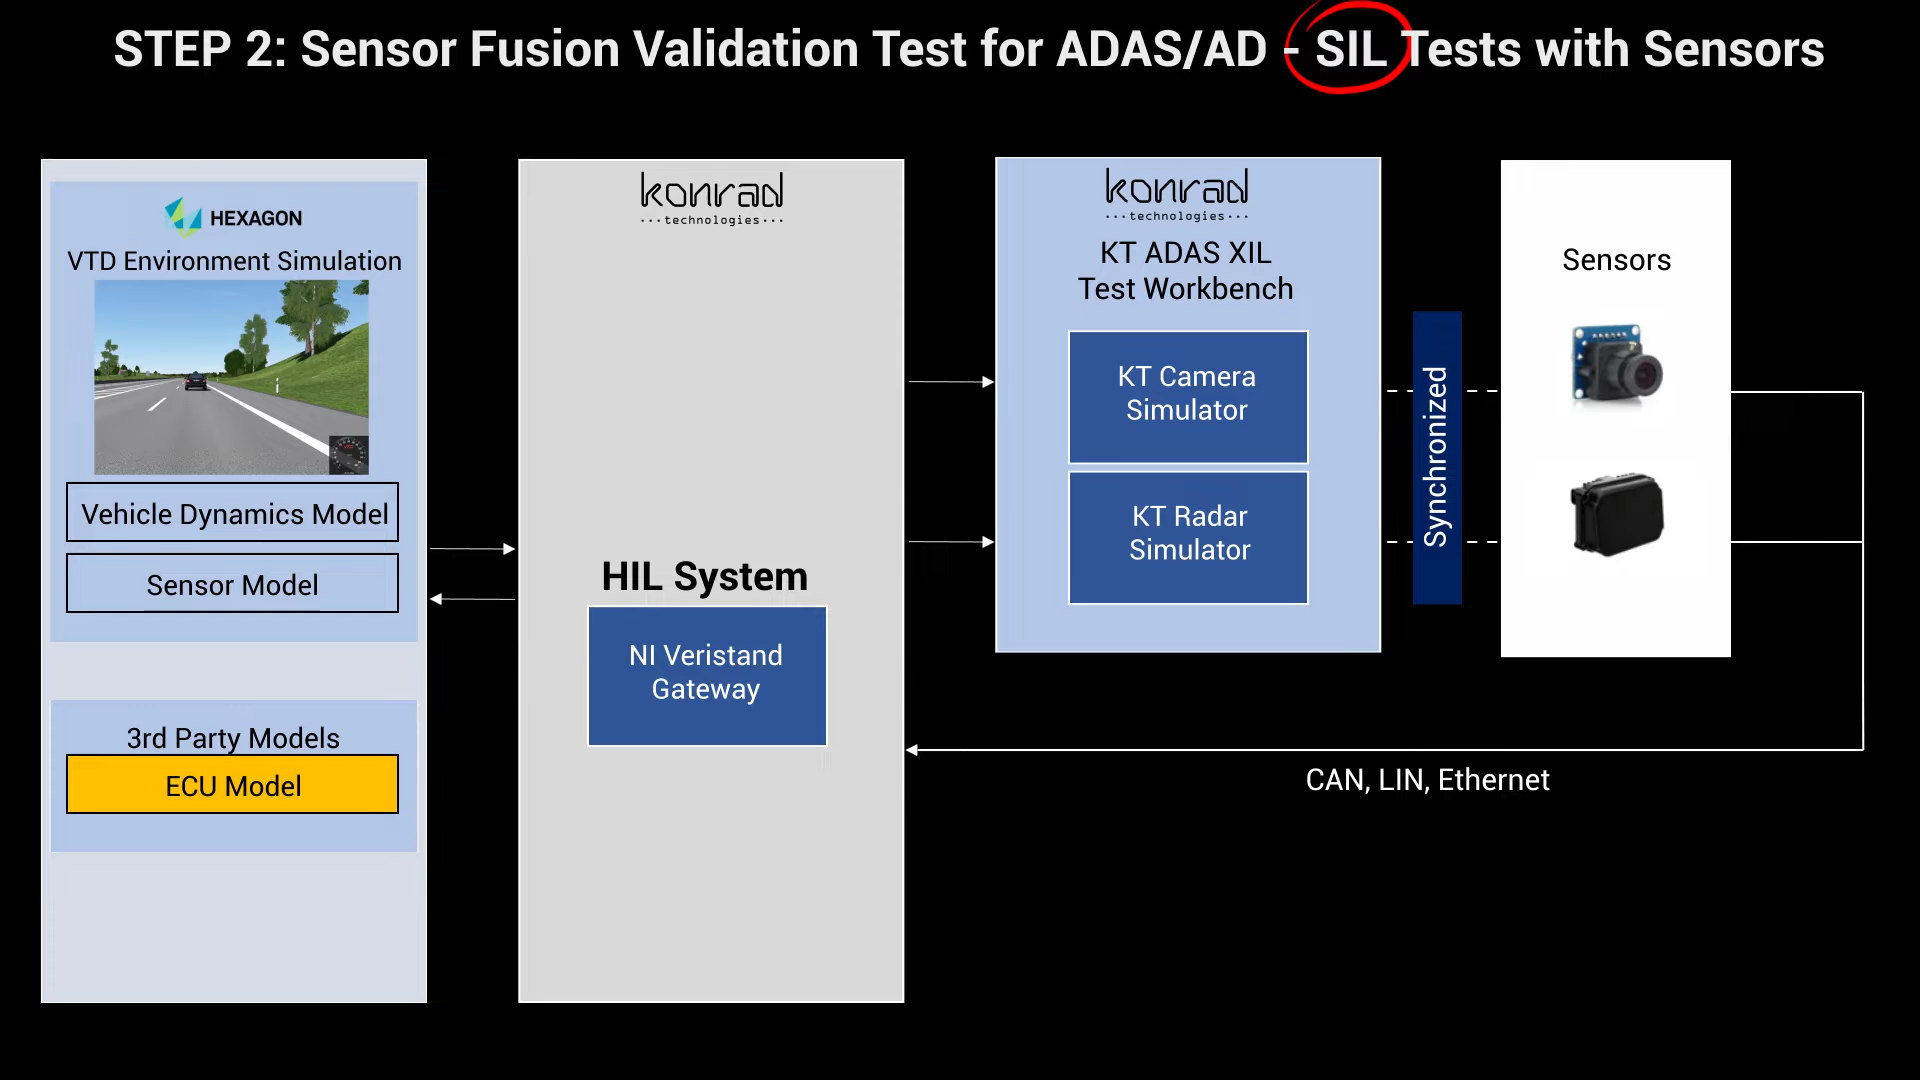 STEP 2: Sensor Fusion Validation Test for ADAS/AD - SIL Tests with Sensors
HEXAGON
VTD Environment Simulation
Vehicle Dynamics Model
Sensor Model
3rd Party Models
ECU Model
konrad
···technologies···
HIL System
NI Veristand
Gateway
konrad
···technologies···
KT ADAS XIL
Test Workbench
KT Camera
Simulator
KT Radar
Simulator
Synchronized
Sensors
CAN, LIN, Ethernet